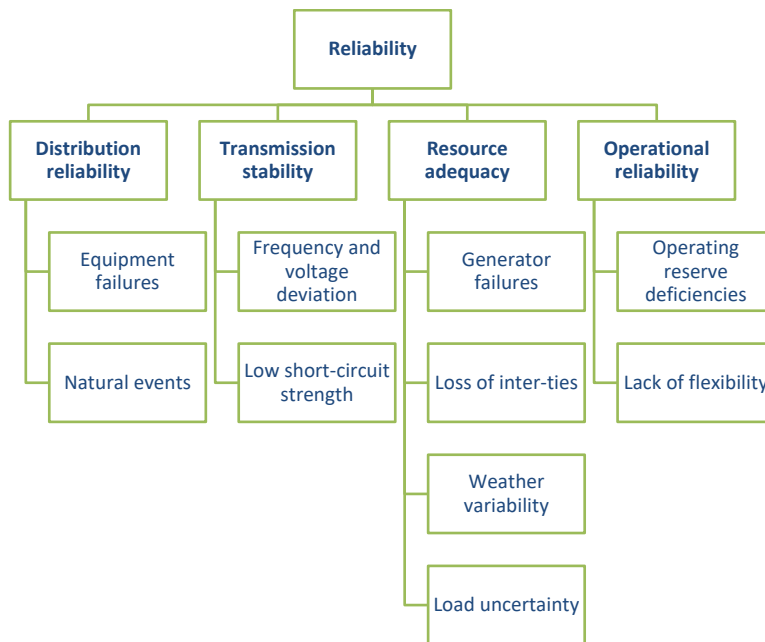 Reliability
Distribution
reliability
Transmission
stability
Resource
adequacy
Operational
reliability
Equipment
failures
Natural events
Frequency and
voltage
deviation
Low short-circuit
strength
Generator
failures
Loss of inter-ties
Weather
variability
Load uncertainty
Operating
reserve
deficiencies
Lack of flexibility